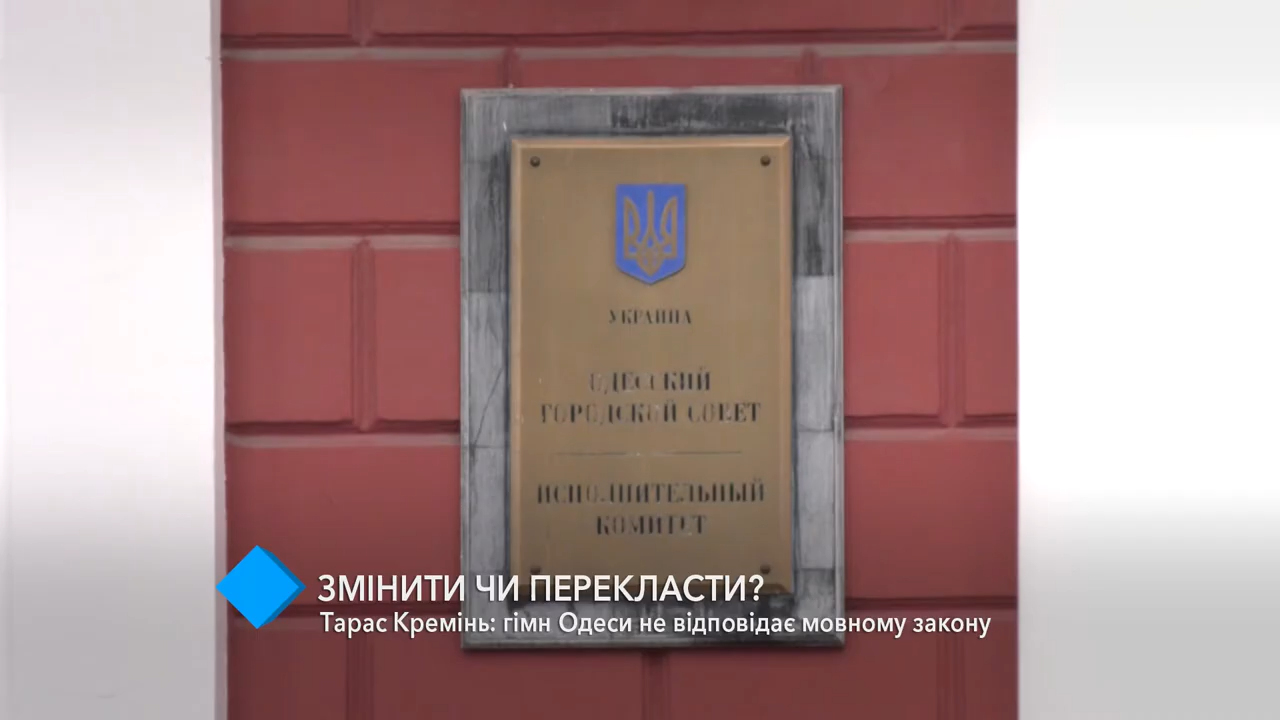 УКРАИНА
ОДЕССКИЙ
ГОРОДСКОЙ СОВЕТ
ИСПОЛНИТЕЛЬНЫЙ
КОМИТЕТ
ЗМІНИТИ ЧИ ПЕРЕКЛАСТИ?
Тарас Кремінь: гімн Одеси не відповідає мовному закону